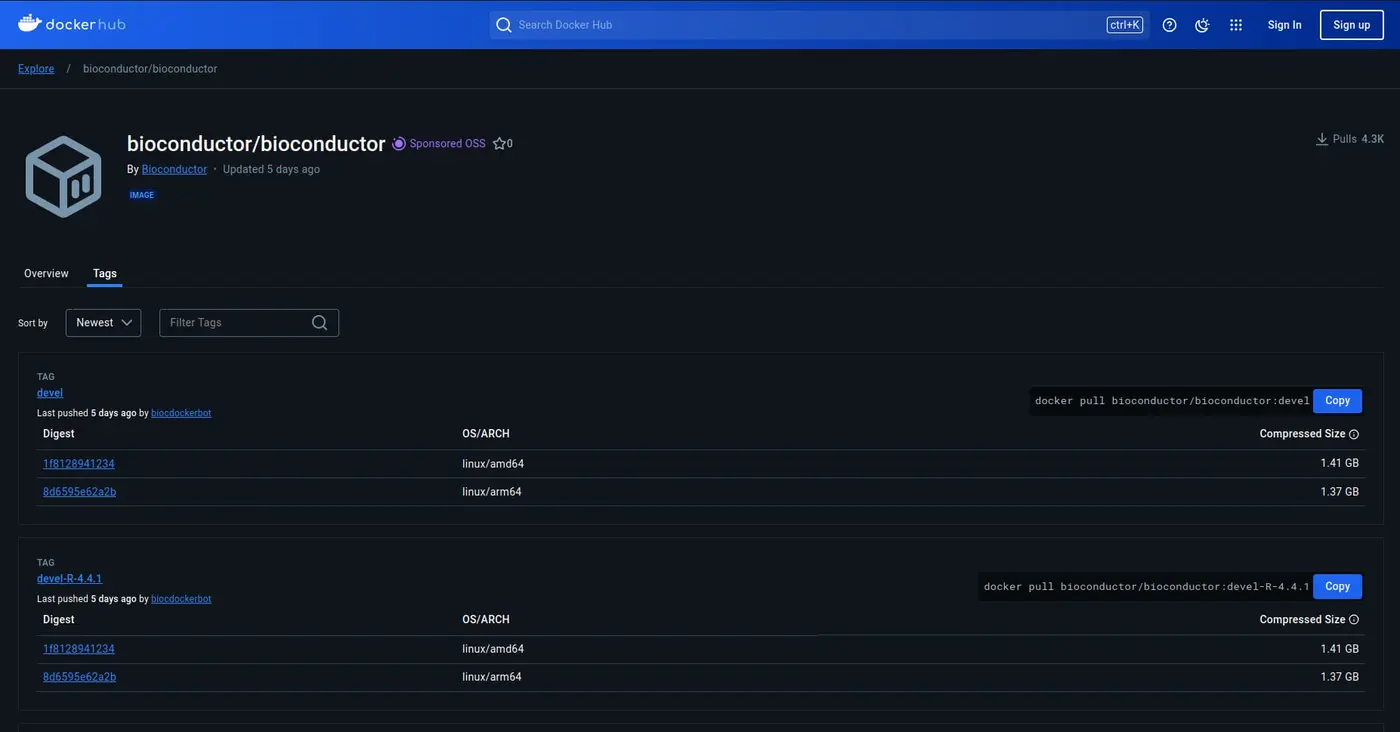 dockerhub
Search Docker Hub
ctrl+K
Sign In
Sign up
Explore / bioconductor/bioconductor
bioconductor/bioconductor
Sponsored OSS
0
Pulls 4.3K
By Bioconductor · Updated 5 days ago
IMAGE
Overview
Tags
Sort by
Newest
Filter Tags
TAG
devel
Last pushed 5 days ago by biocdockerbot
docker pull bioconductor/bioconductor:devel
Copy
Digest OS/ARCH Compressed Size
1f8128941234 linux/amd64 1.41 GB
8d6595e62a2b linux/arm64 1.37 GB
TAG
devel-R-4.4.1
Last pushed 5 days ago by biocdockerbot
docker pull bioconductor/bioconductor:devel-R-4.4.1
Copy
Digest OS/ARCH Compressed Size
1f8128941234 linux/amd64 1.41 GB
8d6595e62a2b linux/arm64 1.37 GB